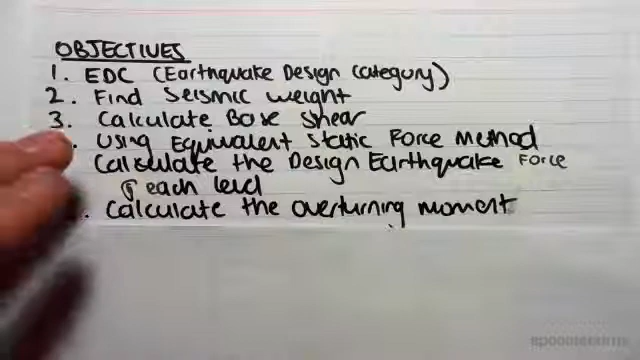 OBJECTIVES
1. EDC (Earthquake Design Category)
2. Find Seismic weight
3. Calculate Base shear
. Using Equivalent Static Force Method
Calculate the Design Earthquake Force
@ each level
. Calculate the overturning moment